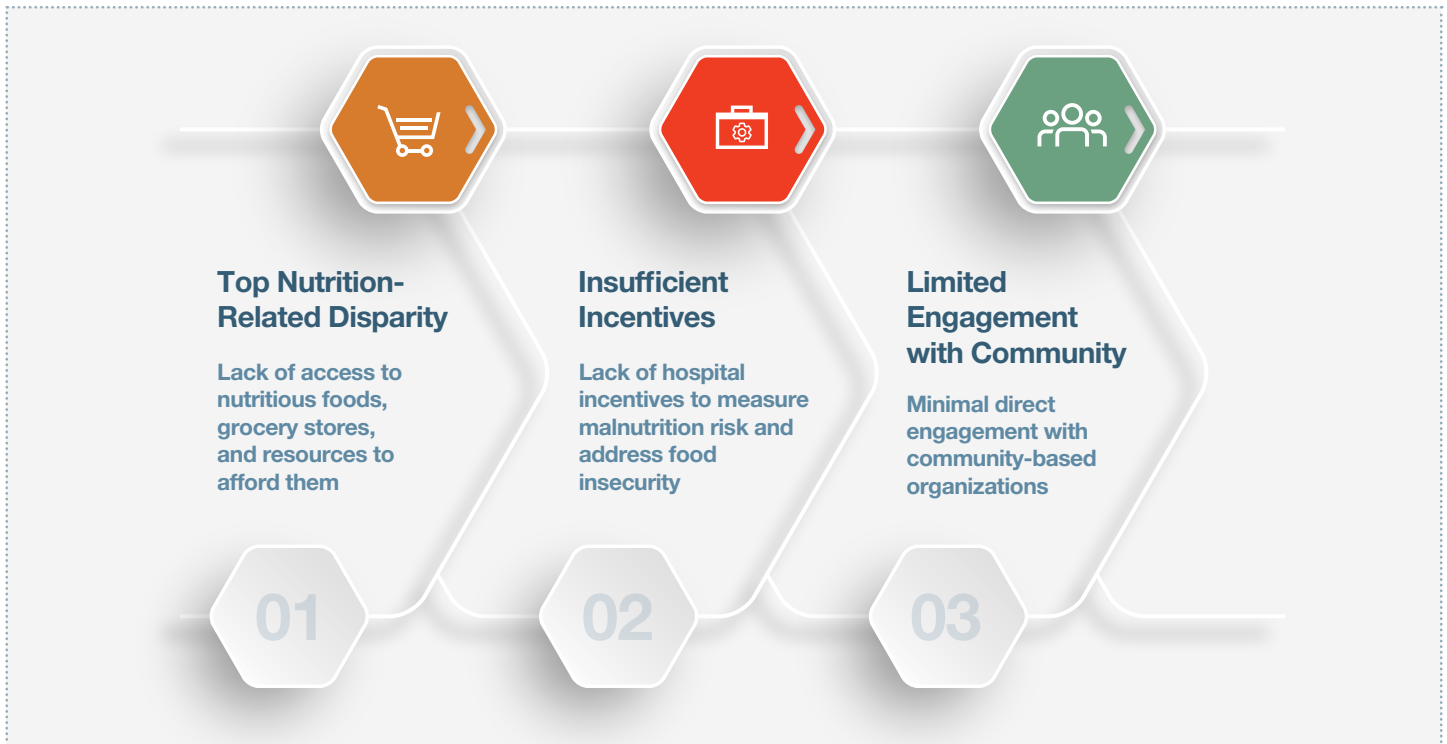 Top Nutrition-
Related Disparity
Lack of access to
nutritious foods,
grocery stores,
and resources to
afford them
01
Insufficient
Incentives
Lack of hospital
incentives to measure
malnutrition risk and
address food
insecurity
02
Limited
Engagement
with Community
Minimal direct
engagement with
community-based
organizations
03